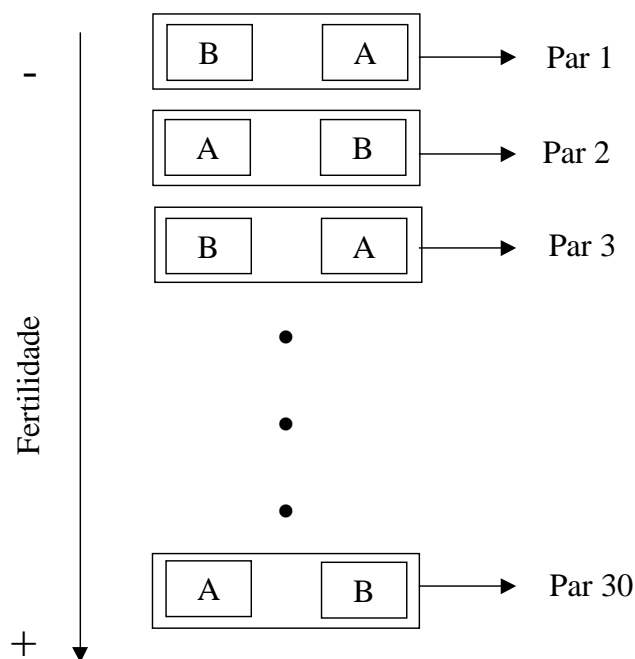 B A Par 1
-
A B Par 2
B A Par 3
Fertilidade
A B Par 30
+